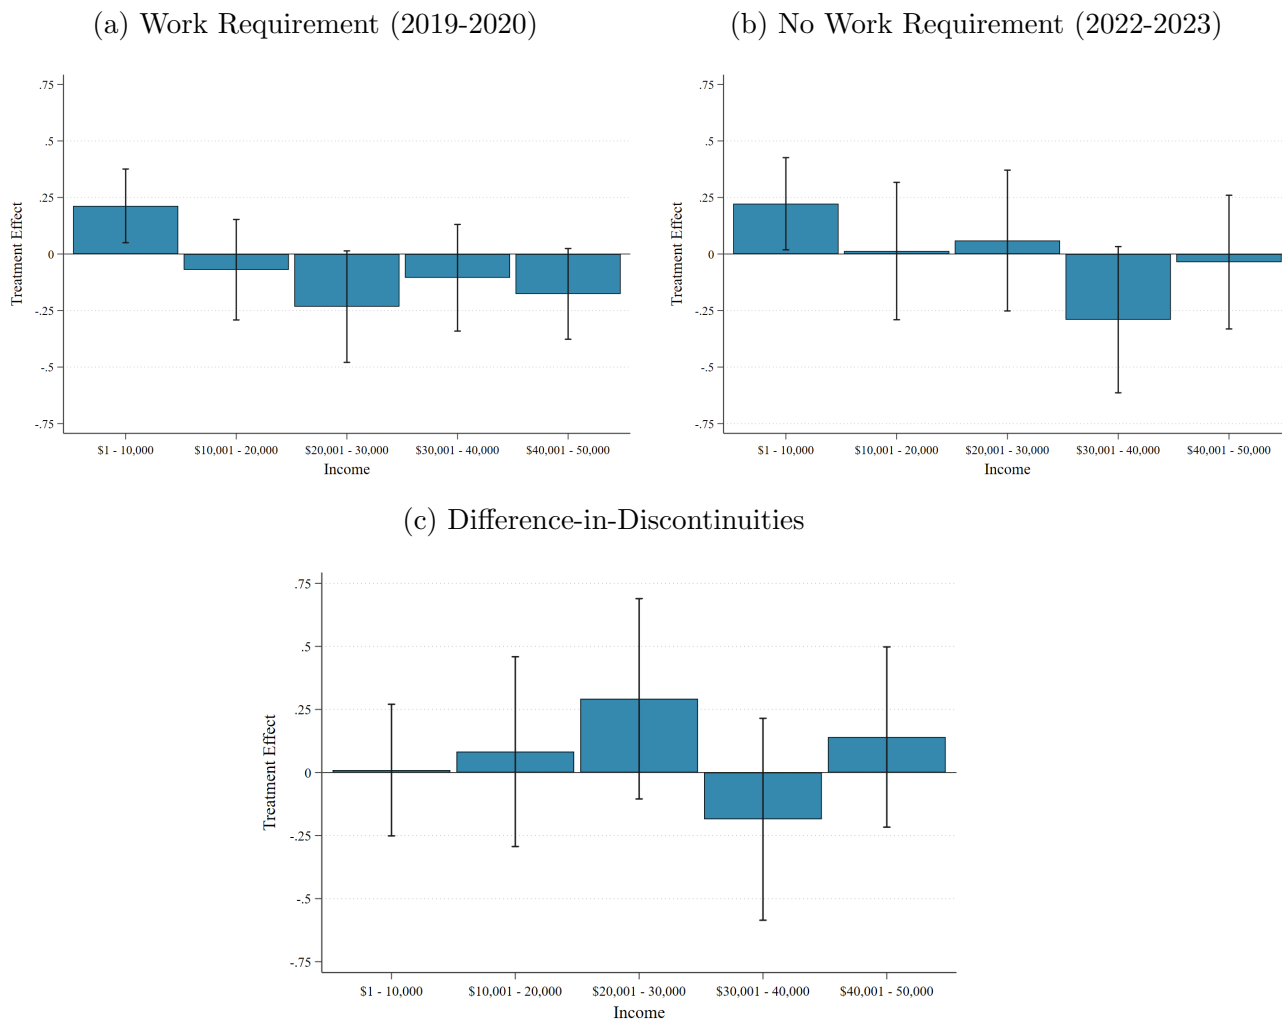 (a) Work Requirement (2019-2020)
.75
.5
.25
0
-.25
-.5
-.75
Treatment Effect
$1 - 10,000 $10,001 - 20,000 $20,001 - 30,000 $30,001 - 40,000 $40,001 - 50,000
Income
(b) No Work Requirement (2022-2023)
.75
.5
.25
0
-.25
-.5
-.75
Treatment Effect
$1 - 10,000 $10,001 - 20,000 $20,001 - 30,000 $30,001 - 40,000 $40,001 - 50,000
Income
(c) Difference-in-Discontinuities
.75
.5
.25
0
-.25
-.5
-.75
Treatment Effect
$1 - 10,000 $10,001 - 20,000 $20,001 - 30,000 $30,001 - 40,000 $40,001 - 50,000
Income